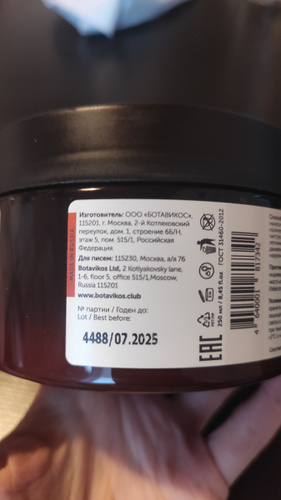 Изготовитель: ООО «БОТАВИКОС»,
115201, г. Москва, 2-й Котляковский
переулок, дом. 1, строение 6Б/Н,
этаж 5, пом. 515/1, Российская
Федерация
Для писем: 115230, Москва, а/я 76
Botavikos Ltd, 2 Kotlyakovsky lane,
1-6, floor 5, office 515/1,Moscow,
Russia 115201
www.botavikos.club
№ партии / Годен до:
Lot / Best before:
4488/07.2025
ГОСТ 31460-2012
250 мл / 8,45 fl.oz
EAC
4 640001 817342